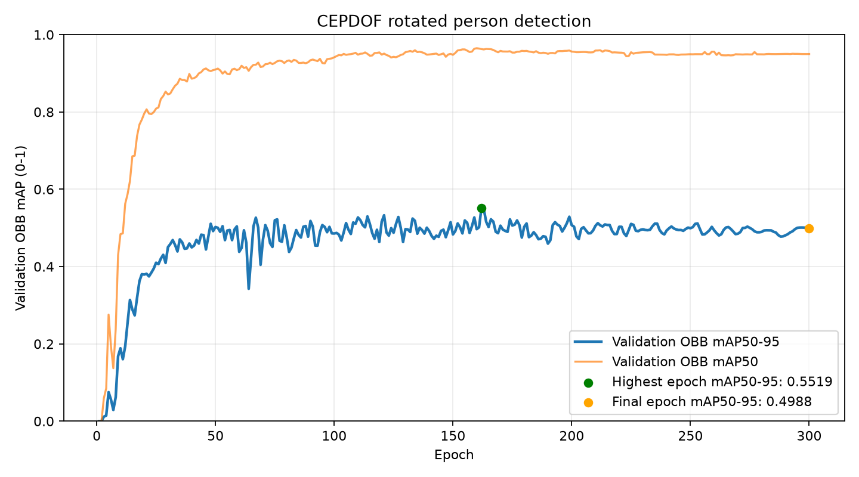 CEPDOF rotated person detection
Validation OBB mAP (0-1)
1.0
0.8
0.6
0.4
0.2
0.0
0
50
100
150
200
250
300
Epoch
Validation OBB mAP50-95
Validation OBB mAP50
Highest epoch mAP50-95: 0.5519
Final epoch mAP50-95: 0.4988